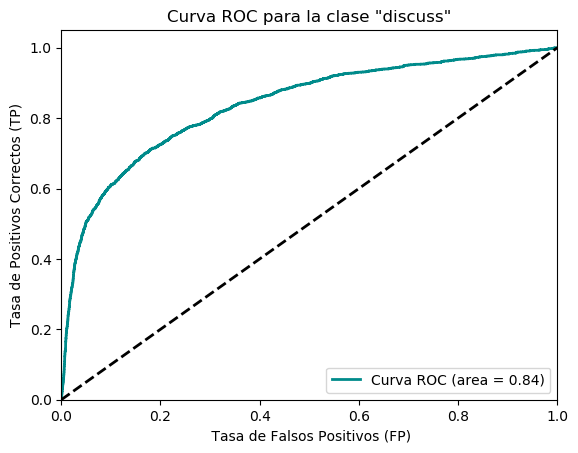 Curva ROC para la clase "discuss"
Tasa de Positivos Correctos (TP)
1.0
0.8
0.6
0.4
0.2
0.0
0.0 0.2 0.4 0.6 0.8 1.0
Curva ROC (area = 0.84)
Tasa de Falsos Positivos (FP)